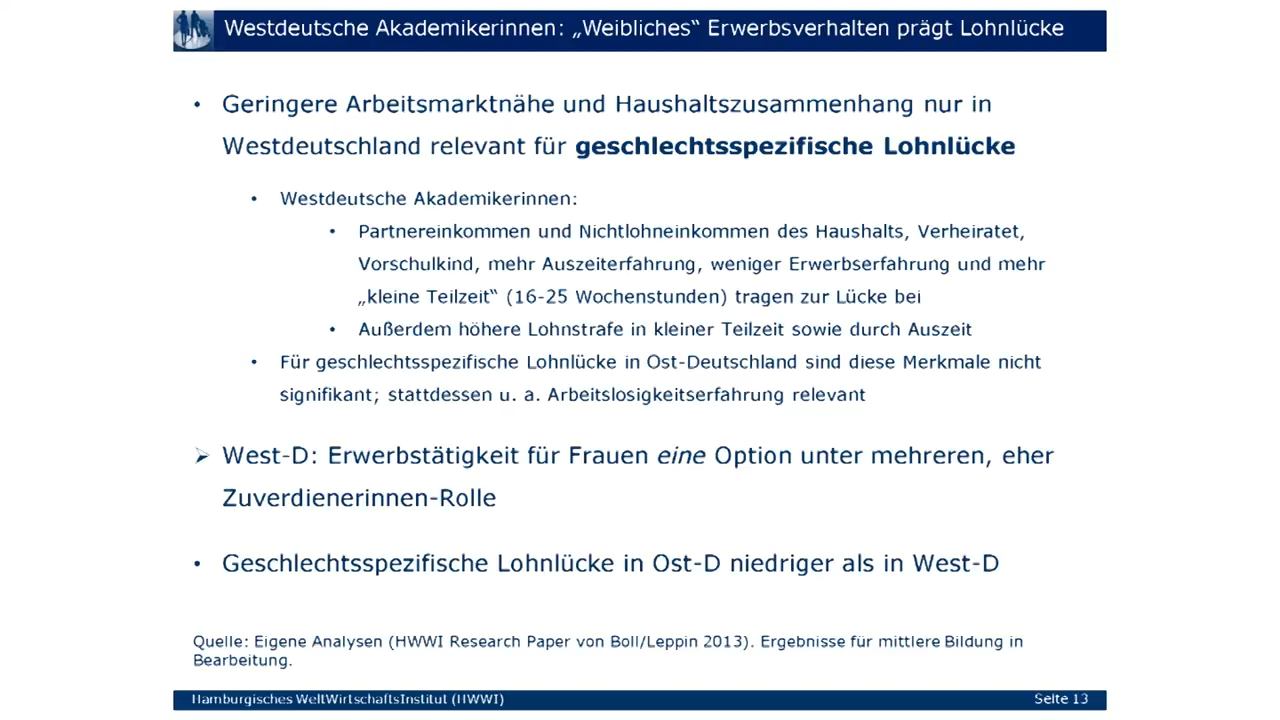 Westdeutsche Akademikerinnen: „Weibliches“ Erwerbsverhalten prägt Lohnlücke
• Geringere Arbeitsmarktnähe und Haushaltszusammenhang nur in
Westdeutschland relevant für geschlechtsspezifische Lohnlücke
• Westdeutsche Akademikerinnen:
• Partnereinkommen und Nichtlohneinkommen des Haushalts, Verheiratet,
Vorschulkind, mehr Auszeiterfahrung, weniger Erwerbserfahrung und mehr
„kleine Teilzeit“ (16-25 Wochenstunden) tragen zur Lücke bei
• Außerdem höhere Lohnstrafe in kleiner Teilzeit sowie durch Auszeit
• Für geschlechtsspezifische Lohnlücke in Ost-Deutschland sind diese Merkmale nicht
signifikant; stattdessen u. a. Arbeitslosigkeitserfahrung relevant
➢ West-D: Erwerbstätigkeit für Frauen eine Option unter mehreren, eher
Zuverdienerinnen-Rolle
• Geschlechtsspezifische Lohnlücke in Ost-D niedriger als in West-D
Quelle: Eigene Analysen (HWWI Research Paper von Boll/Leppin 2013). Ergebnisse für mittlere Bildung in
Bearbeitung.
Hamburgisches WeltWirtschaftsInstitut (HWWI)
Seite 13